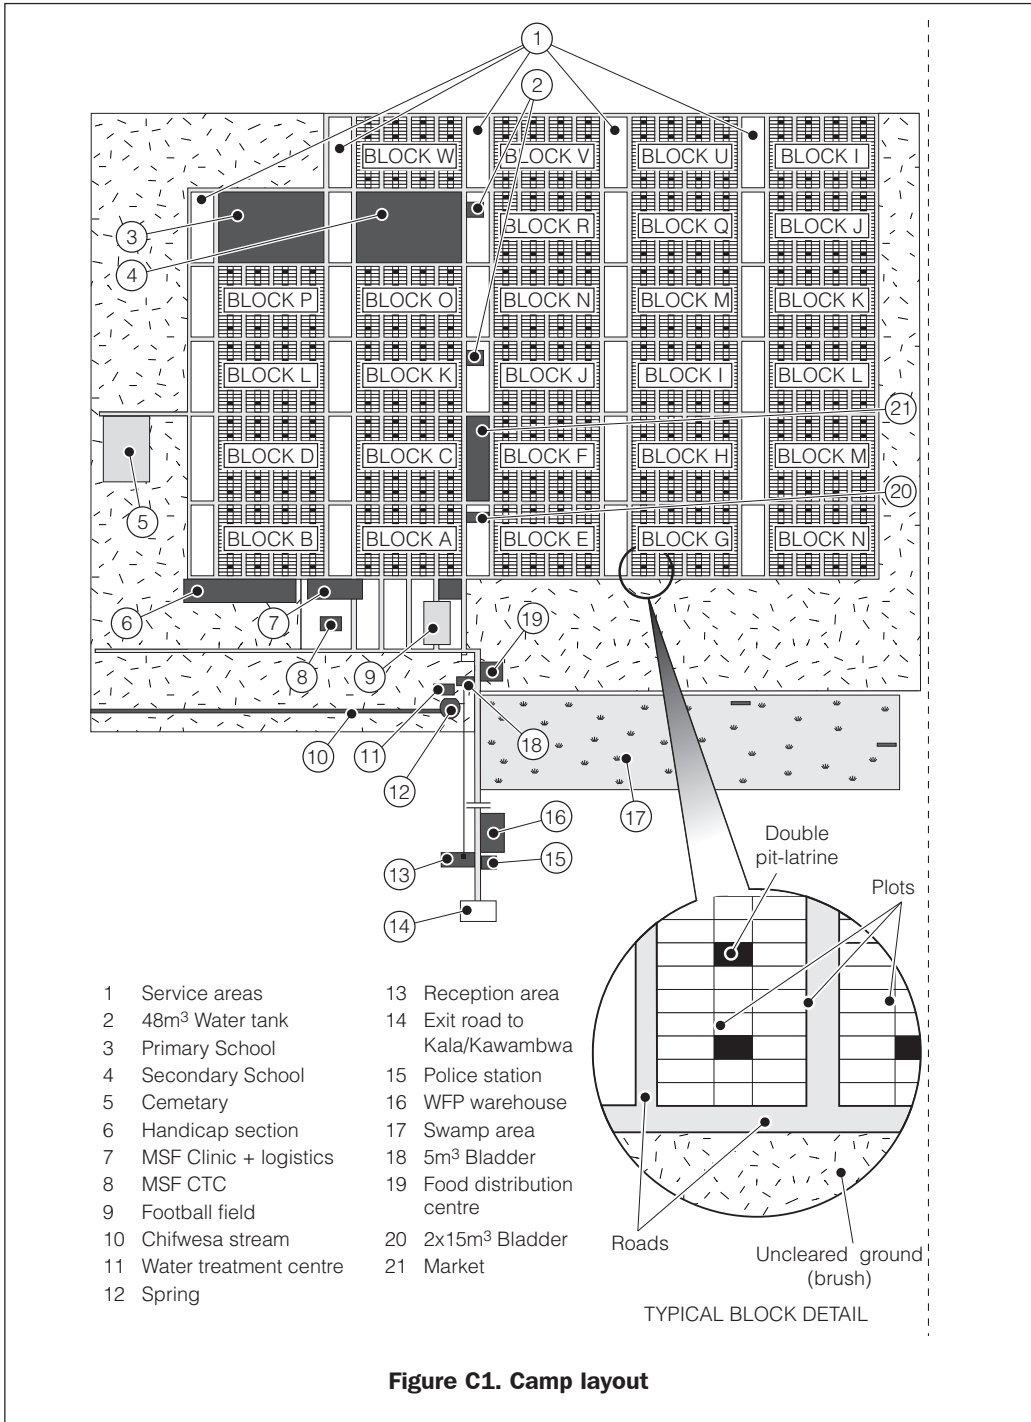 1
2
BLOCK W
BLOCK V
BLOCK U
BLOCK I
3
BLOCK R
BLOCK Q
BLOCK J
4
BLOCK P
BLOCK O
BLOCK N
BLOCK M
BLOCK K
BLOCK L
BLOCK K
BLOCK J
BLOCK I
BLOCK L
21
BLOCK D
BLOCK C
BLOCK F
BLOCK H
BLOCK M
20
5
BLOCK B
BLOCK A
BLOCK E
BLOCK G
BLOCK N
6
7
8
9
19
10
11
12
18
17
16
15
13
14
Double
pit-latrine
Plots
Roads
Uncleared ground
(brush)
TYPICAL BLOCK DETAIL
1 Service areas
2 48m³ Water tank
3 Primary School
4 Secondary School
5 Cemetary
6 Handicap section
7 MSF Clinic + logistics
8 MSF CTC
9 Football field
10 Chifwesa stream
11 Water treatment centre
12 Spring
13 Reception area
14 Exit road to
Kala/Kawambwa
15 Police station
16 WFP warehouse
17 Swamp area
18 5m³ Bladder
19 Food distribution
centre
20 2x15m³ Bladder
21 Market
Figure C1. Camp layout